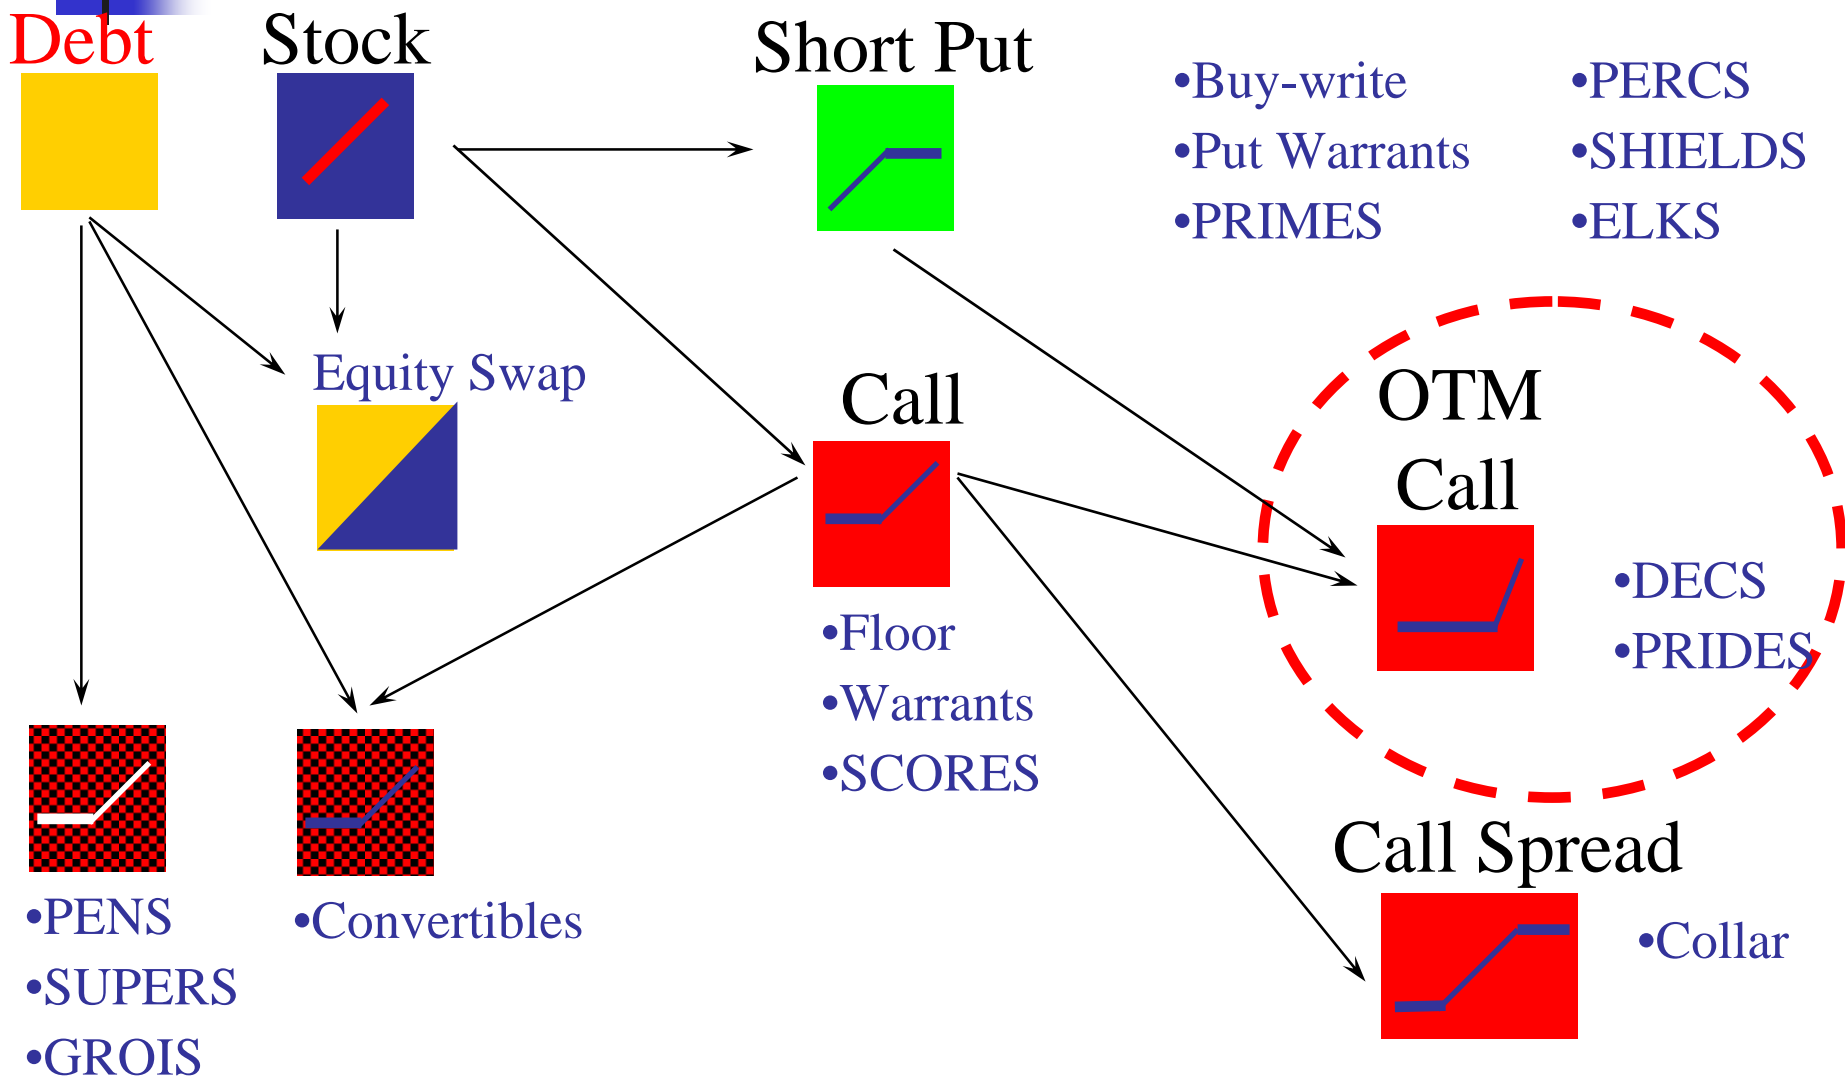 Debt
Stock
Short Put
•Buy-write
•Put Warrants
•PRIMES
•PERCS
•SHIELDS
•ELKS
Equity Swap
Call
•Floor
•Warrants
•SCORES
OTM
Call
•DECS
•PRIDES
Call Spread
•Collar
•PENS
•SUPERS
•GROIS
•Convertibles